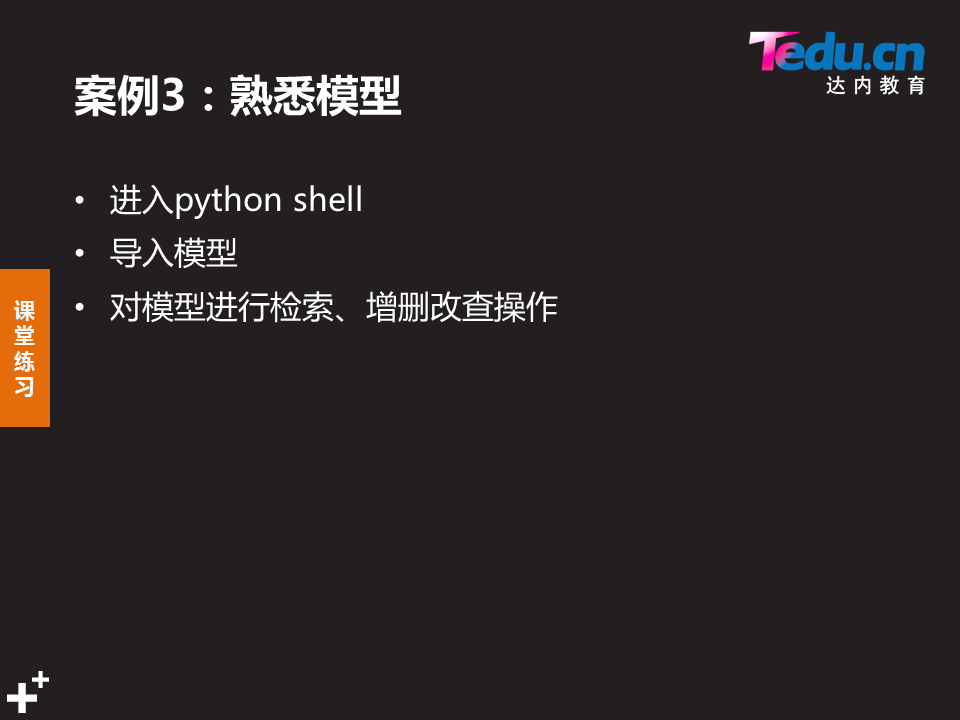 Tedu.cn
达内教育
案例3：熟悉模型
• 进入python shell
• 导入模型
• 对模型进行检索、增删改查操作
课
堂
练
习